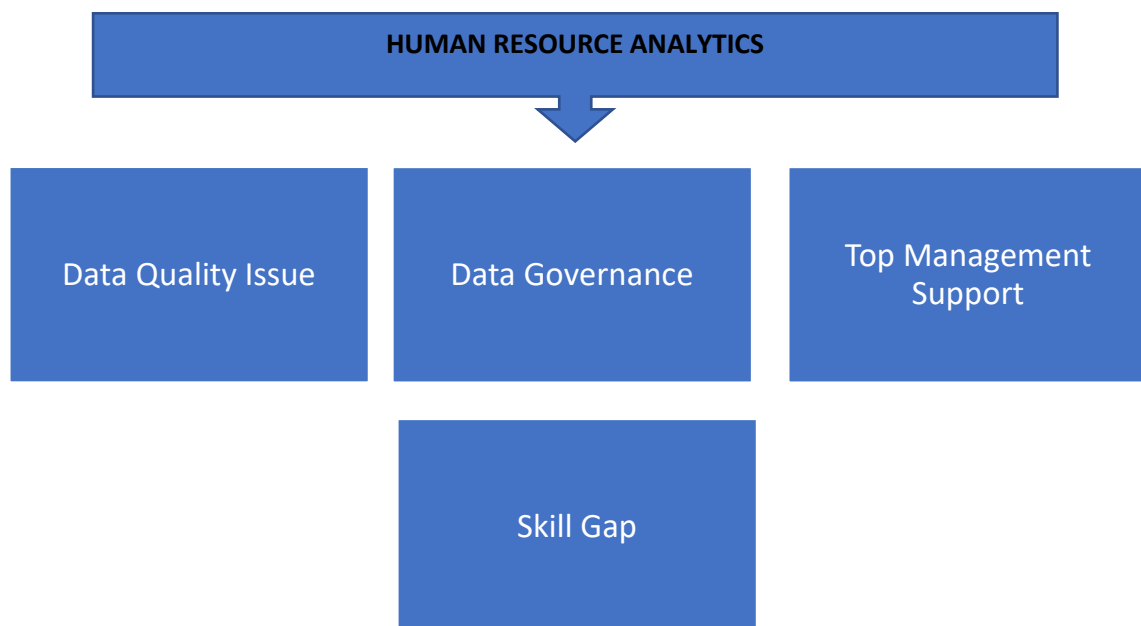 HUMAN RESOURCE ANALYTICS
Data Quality Issue
Data Governance
Top Management
Support
Skill Gap